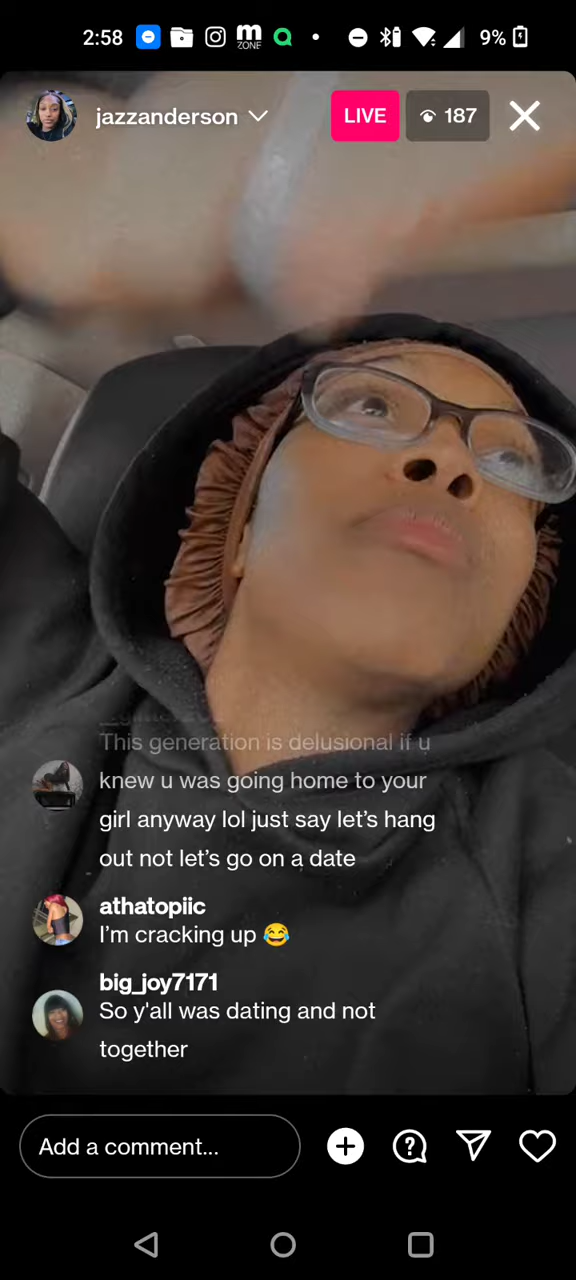 2:58
m
ZONE
9%
jazzanderson
LIVE
187
This generation is delusional if u
knew u was going home to your
girl anyway lol just say let’s hang
out not let’s go on a date
athatopiic
I’m cracking up 😂
big_joy7171
So y'all was dating and not
together
Add a comment...